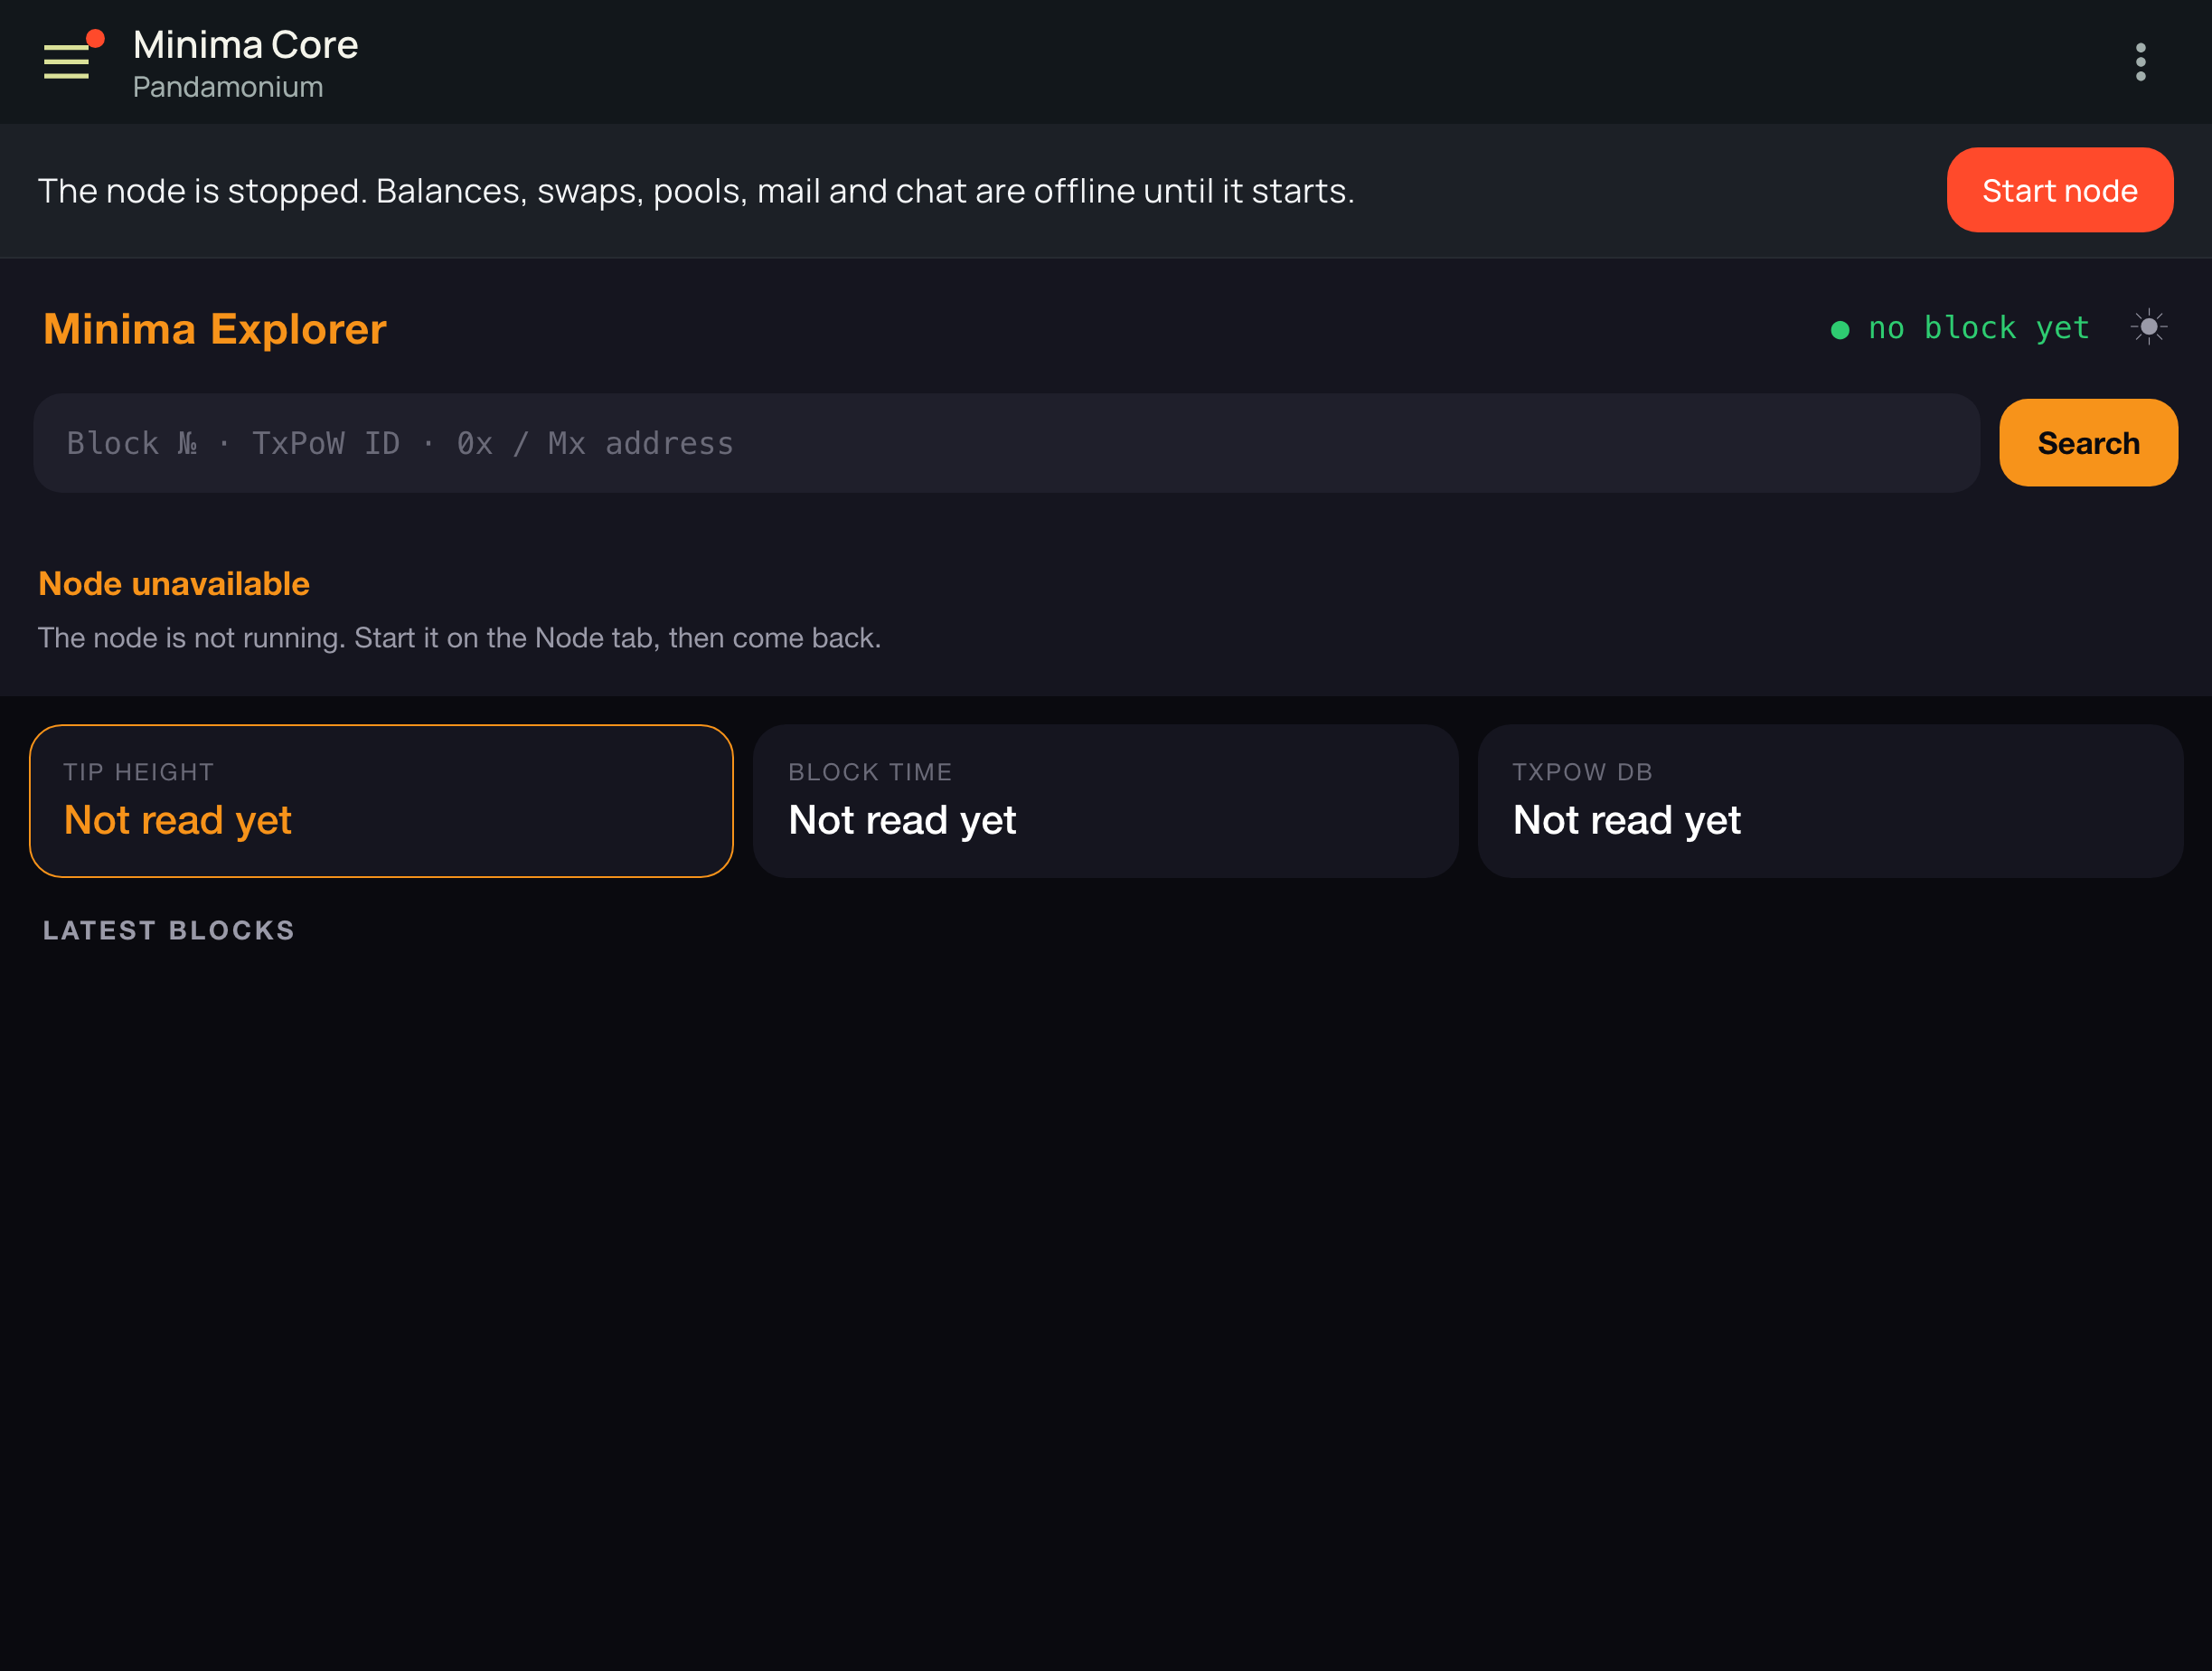 Minima Core
Pandamonium
The node is stopped. Balances, swaps, pools, mail and chat are offline until it starts.
Start node
Minima Explorer
no block yet
Block № · TxPoW ID · 0x / Mx address
Search
Node unavailable
The node is not running. Start it on the Node tab, then come back.
TIP HEIGHT
Not read yet
BLOCK TIME
Not read yet
TXPOW DB
Not read yet
LATEST BLOCKS